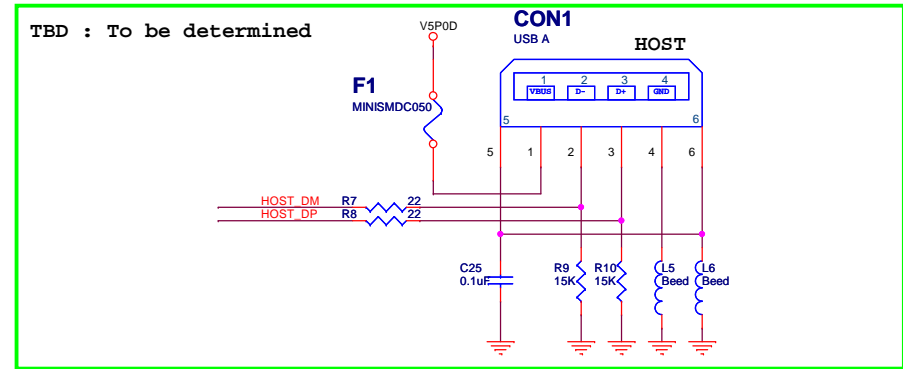 TBD : To be determined
V5P0D
CON1
USB A
HOST
F1
MINISMDC050
1 2 3 4
VBUS D- D+ GND
5 6
5 1 2 3 4 6
HOST_DM R7 22
HOST_DP R8 22
C25 R9 R10 L5 L6
0.1uF 15K 15K Beed Beed